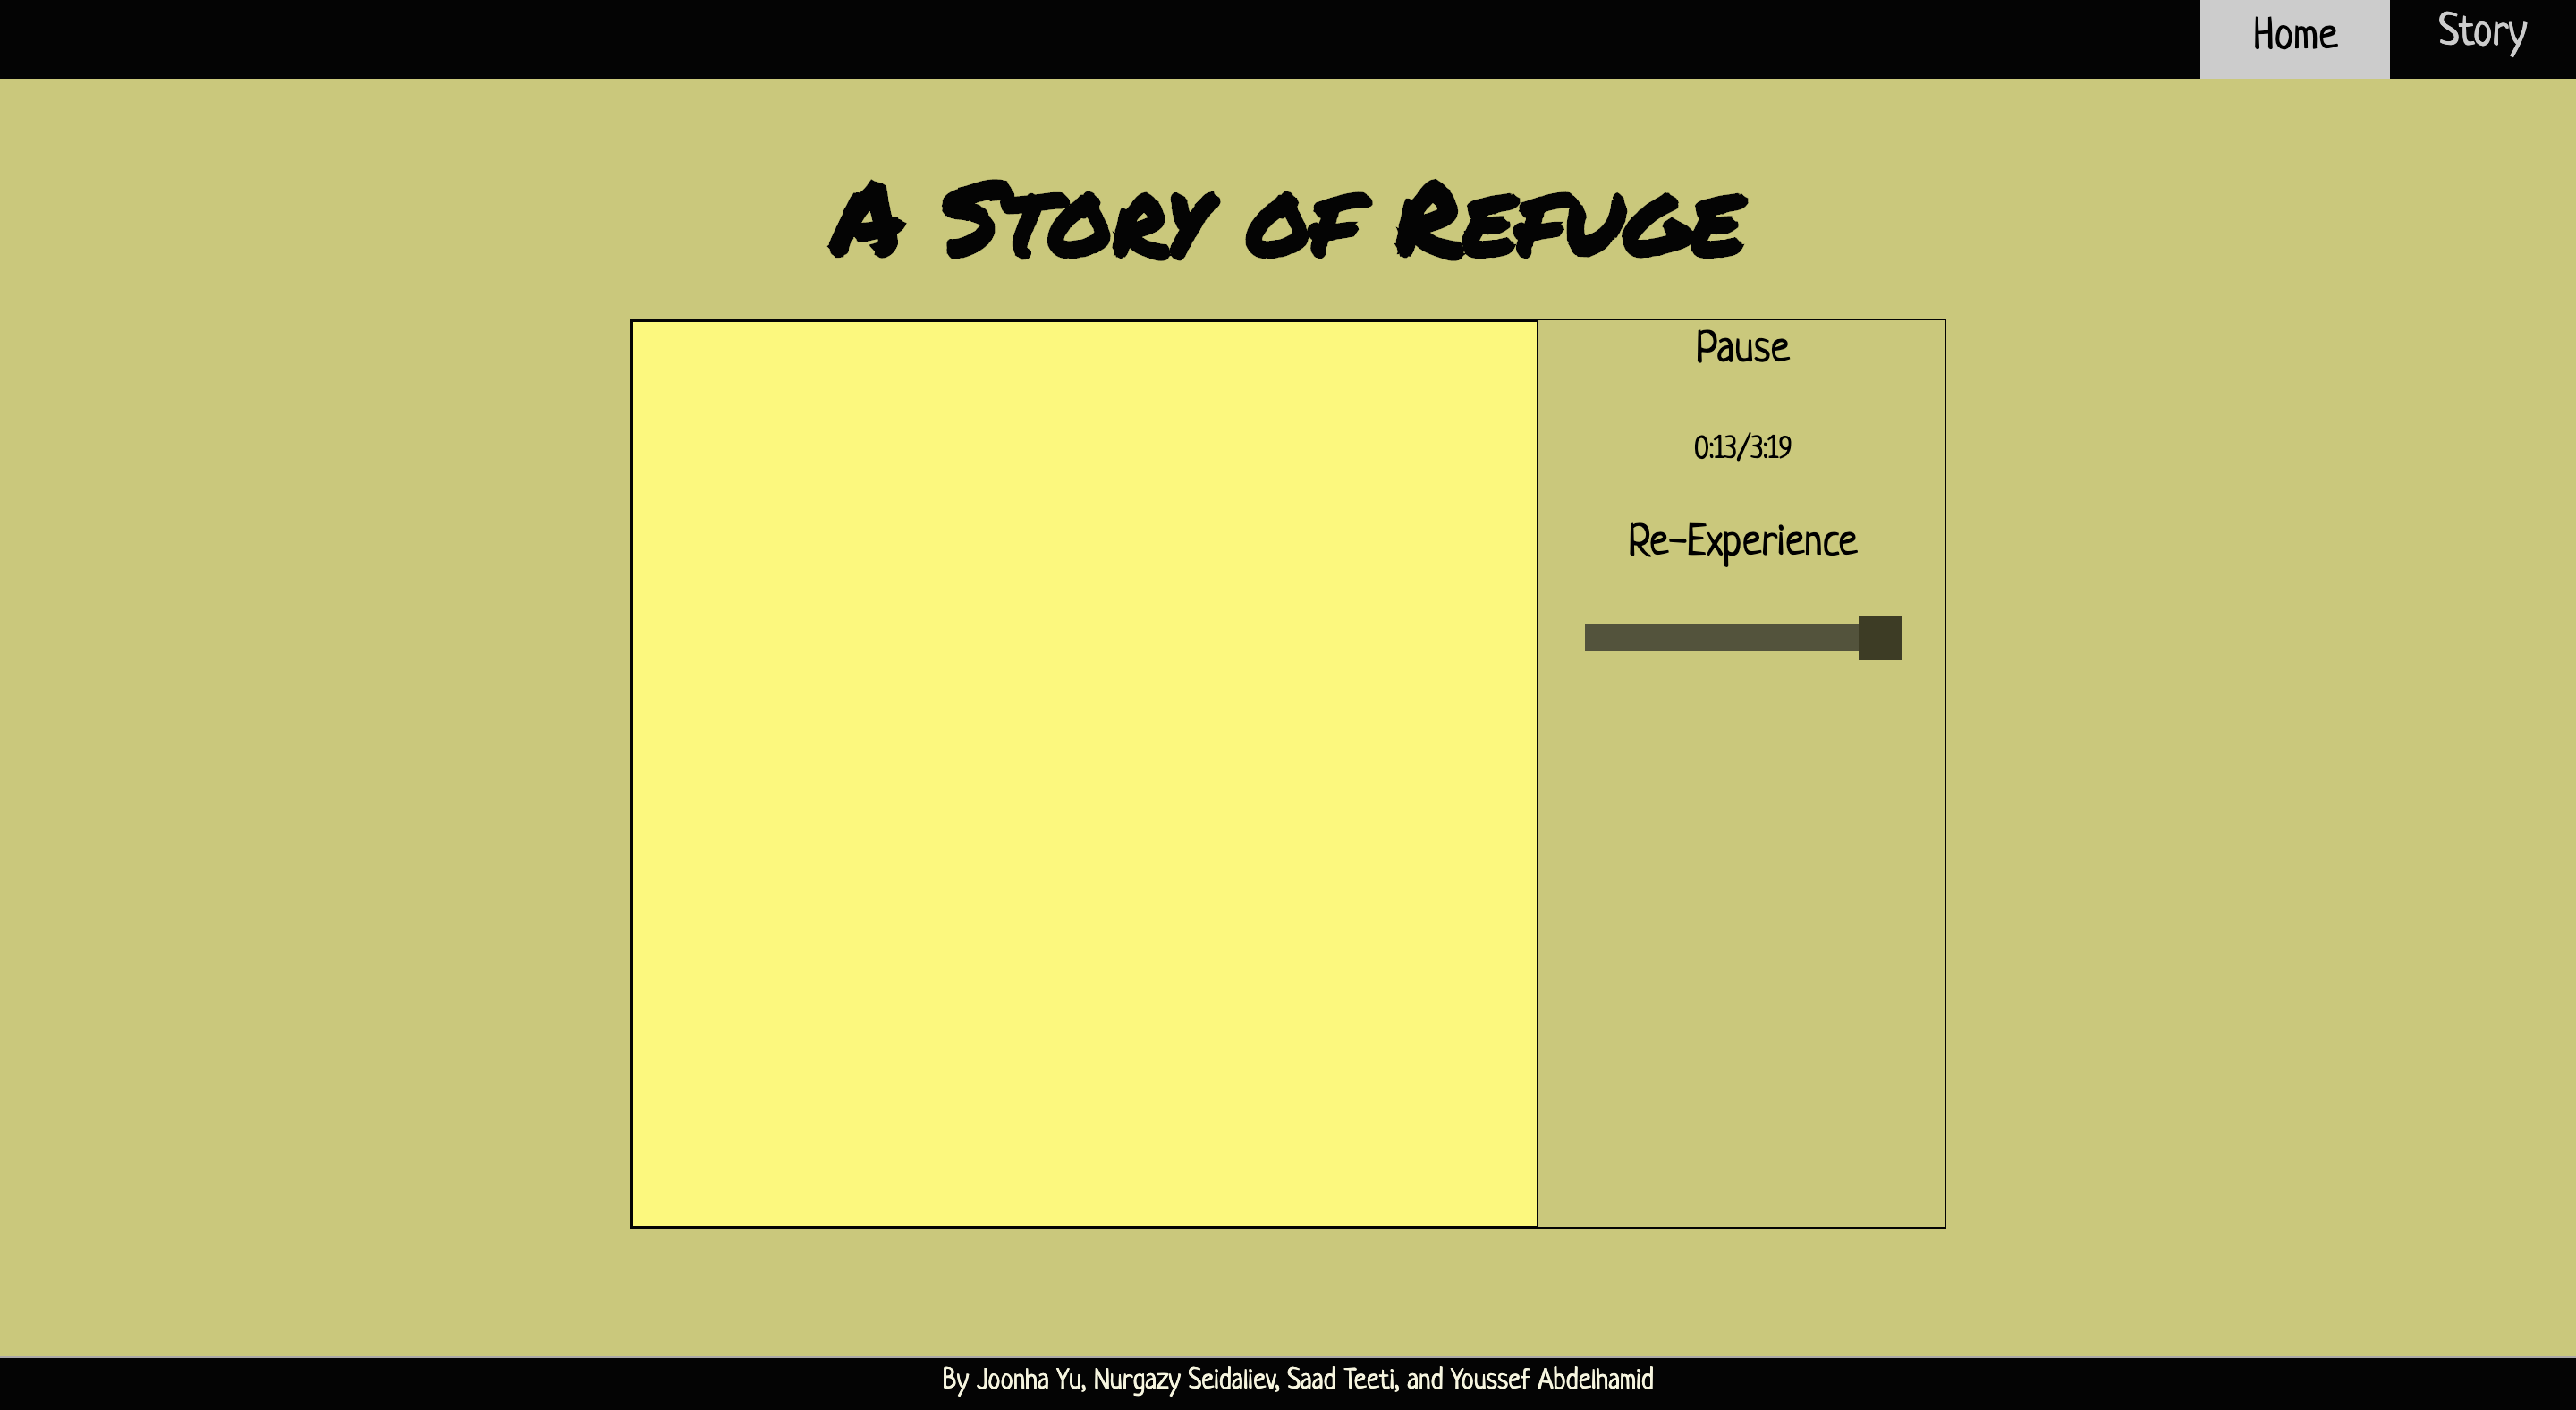 Home
Story
A Story of Refuge
Pause
0:13/3:19
Re-Experience
By Joonha Yu, Nurgazy Seidaliev, Saad Teeti, and Youssef Abdelhamid